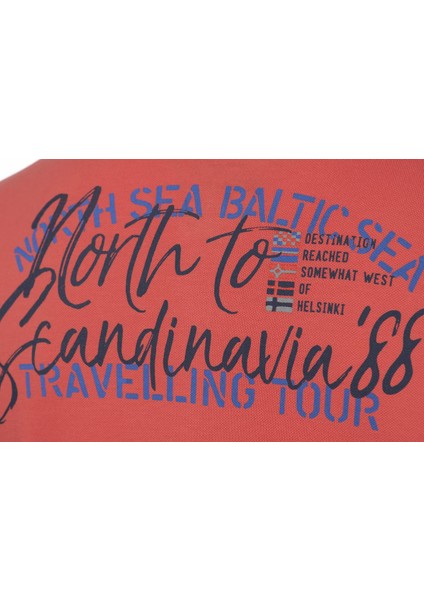 NORTH SEA BALTIC SEA
North to
DESTINATION
REACHED
SOMEWHAT WEST
OF
HELSINKI
Scandinavia '88
TRAVELLING TOUR